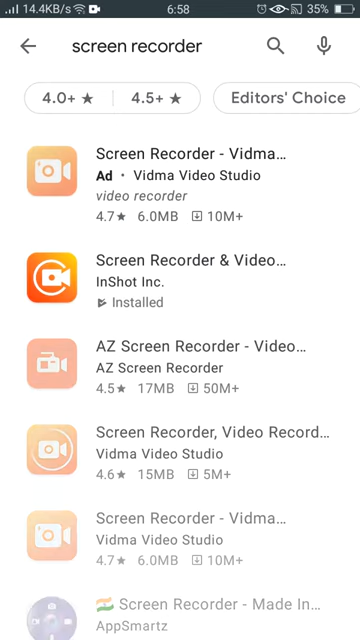 14.4KB/s 6:58 35%
screen recorder
4.0+ ★ 4.5+ ★ Editors' Choice
Screen Recorder - Vidma...
Ad • Vidma Video Studio
video recorder
4.7★ 6.0MB 10M+
Screen Recorder & Video...
InShot Inc.
Installed
AZ Screen Recorder - Video...
AZ Screen Recorder
4.5★ 17MB 50M+
Screen Recorder, Video Record...
Vidma Video Studio
4.6★ 15MB 5M+
Screen Recorder - Vidma...
Vidma Video Studio
4.7★ 6.0MB 10M+
🇮🇳 Screen Recorder - Made In...
AppSmartz